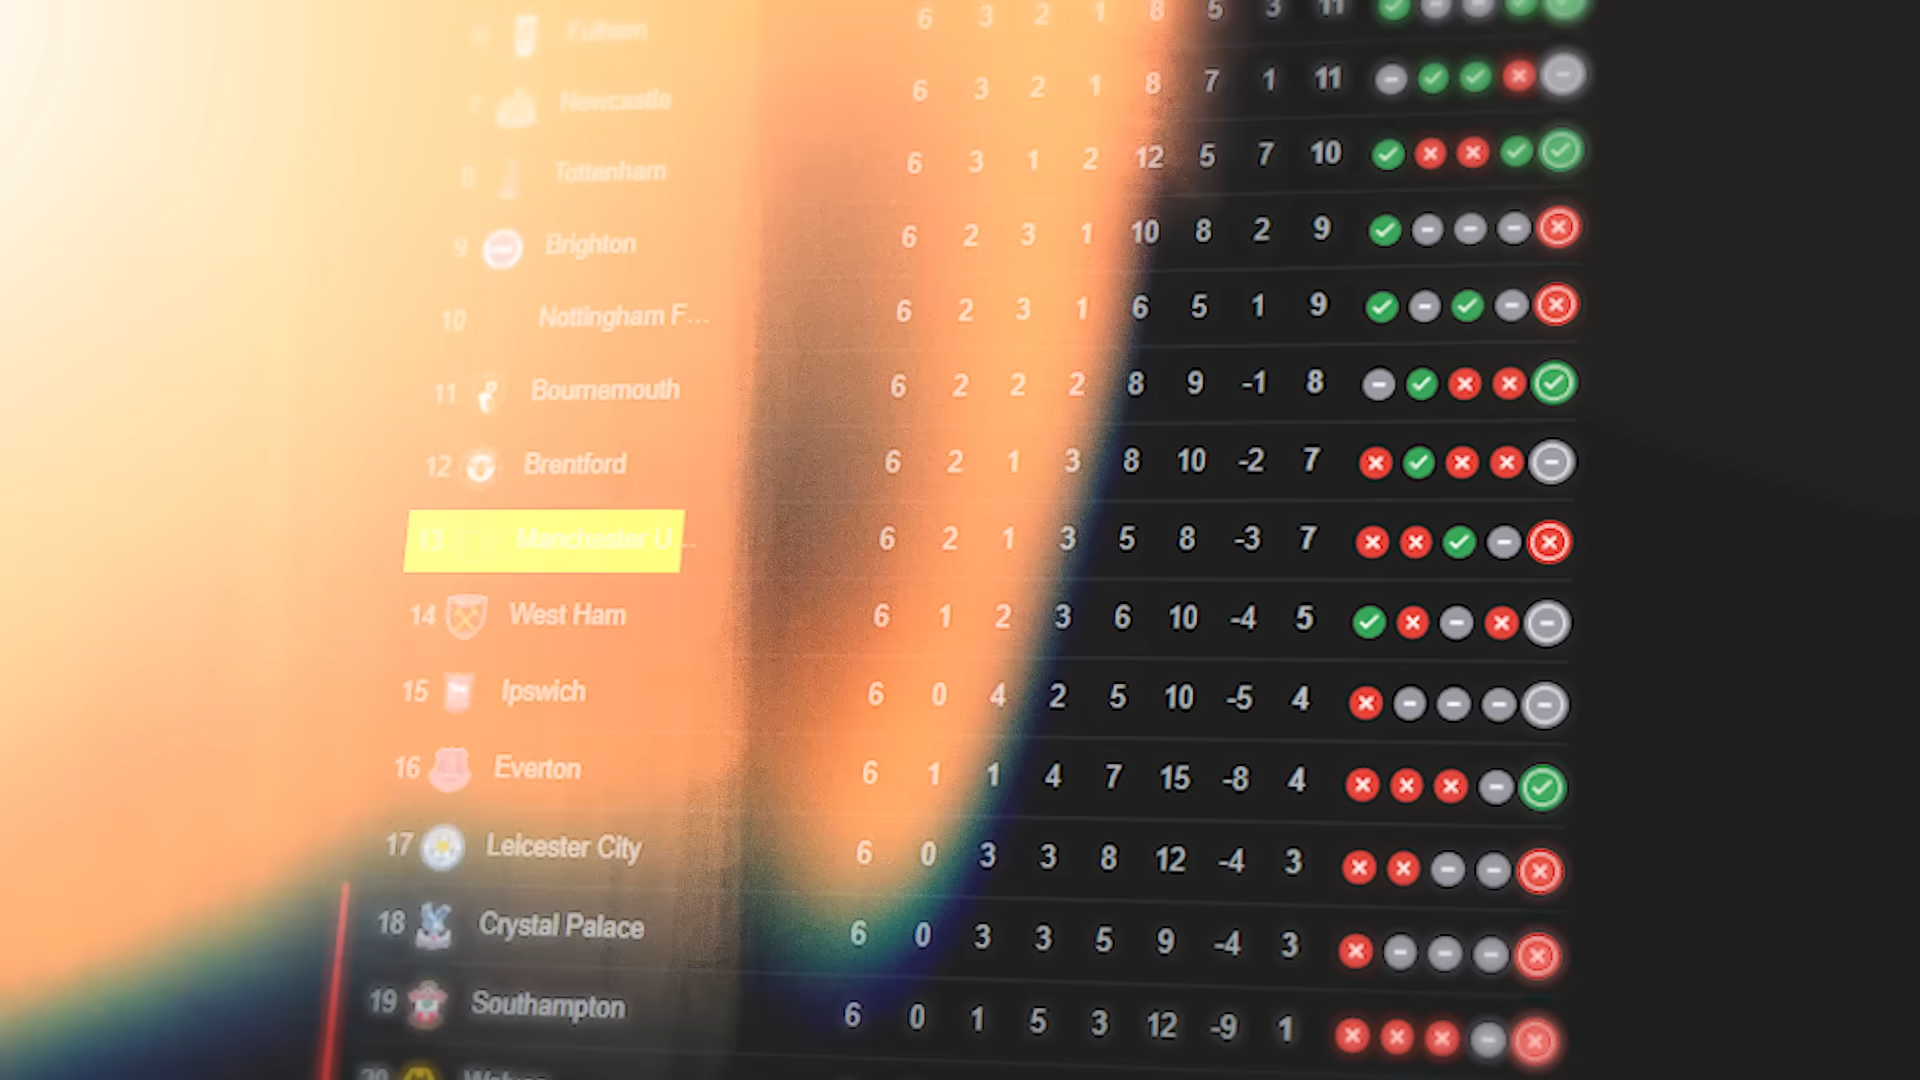 Fulham 6 3 2 1 8 5 3 11
7 Newcastle 6 3 2 1 8 7 1 11
8 Tottenham 6 3 1 2 12 5 7 10
9 Brighton 6 2 3 1 10 8 2 9
10 Nottingham F... 6 2 3 1 6 5 1 9
11 Bournemouth 6 2 2 2 8 9 -1 8
12 Brentford 6 2 1 3 8 10 -2 7
13 Manchester U... 6 2 1 3 5 8 -3 7
14 West Ham 6 1 2 3 6 10 -4 5
15 Ipswich 6 0 4 2 5 10 -5 4
16 Everton 6 1 1 4 7 15 -8 4
17 Leicester City 6 0 3 3 8 12 -4 3
18 Crystal Palace 6 0 3 3 5 9 -4 3
19 Southampton 6 0 1 5 3 12 -9 1
20 Wolves